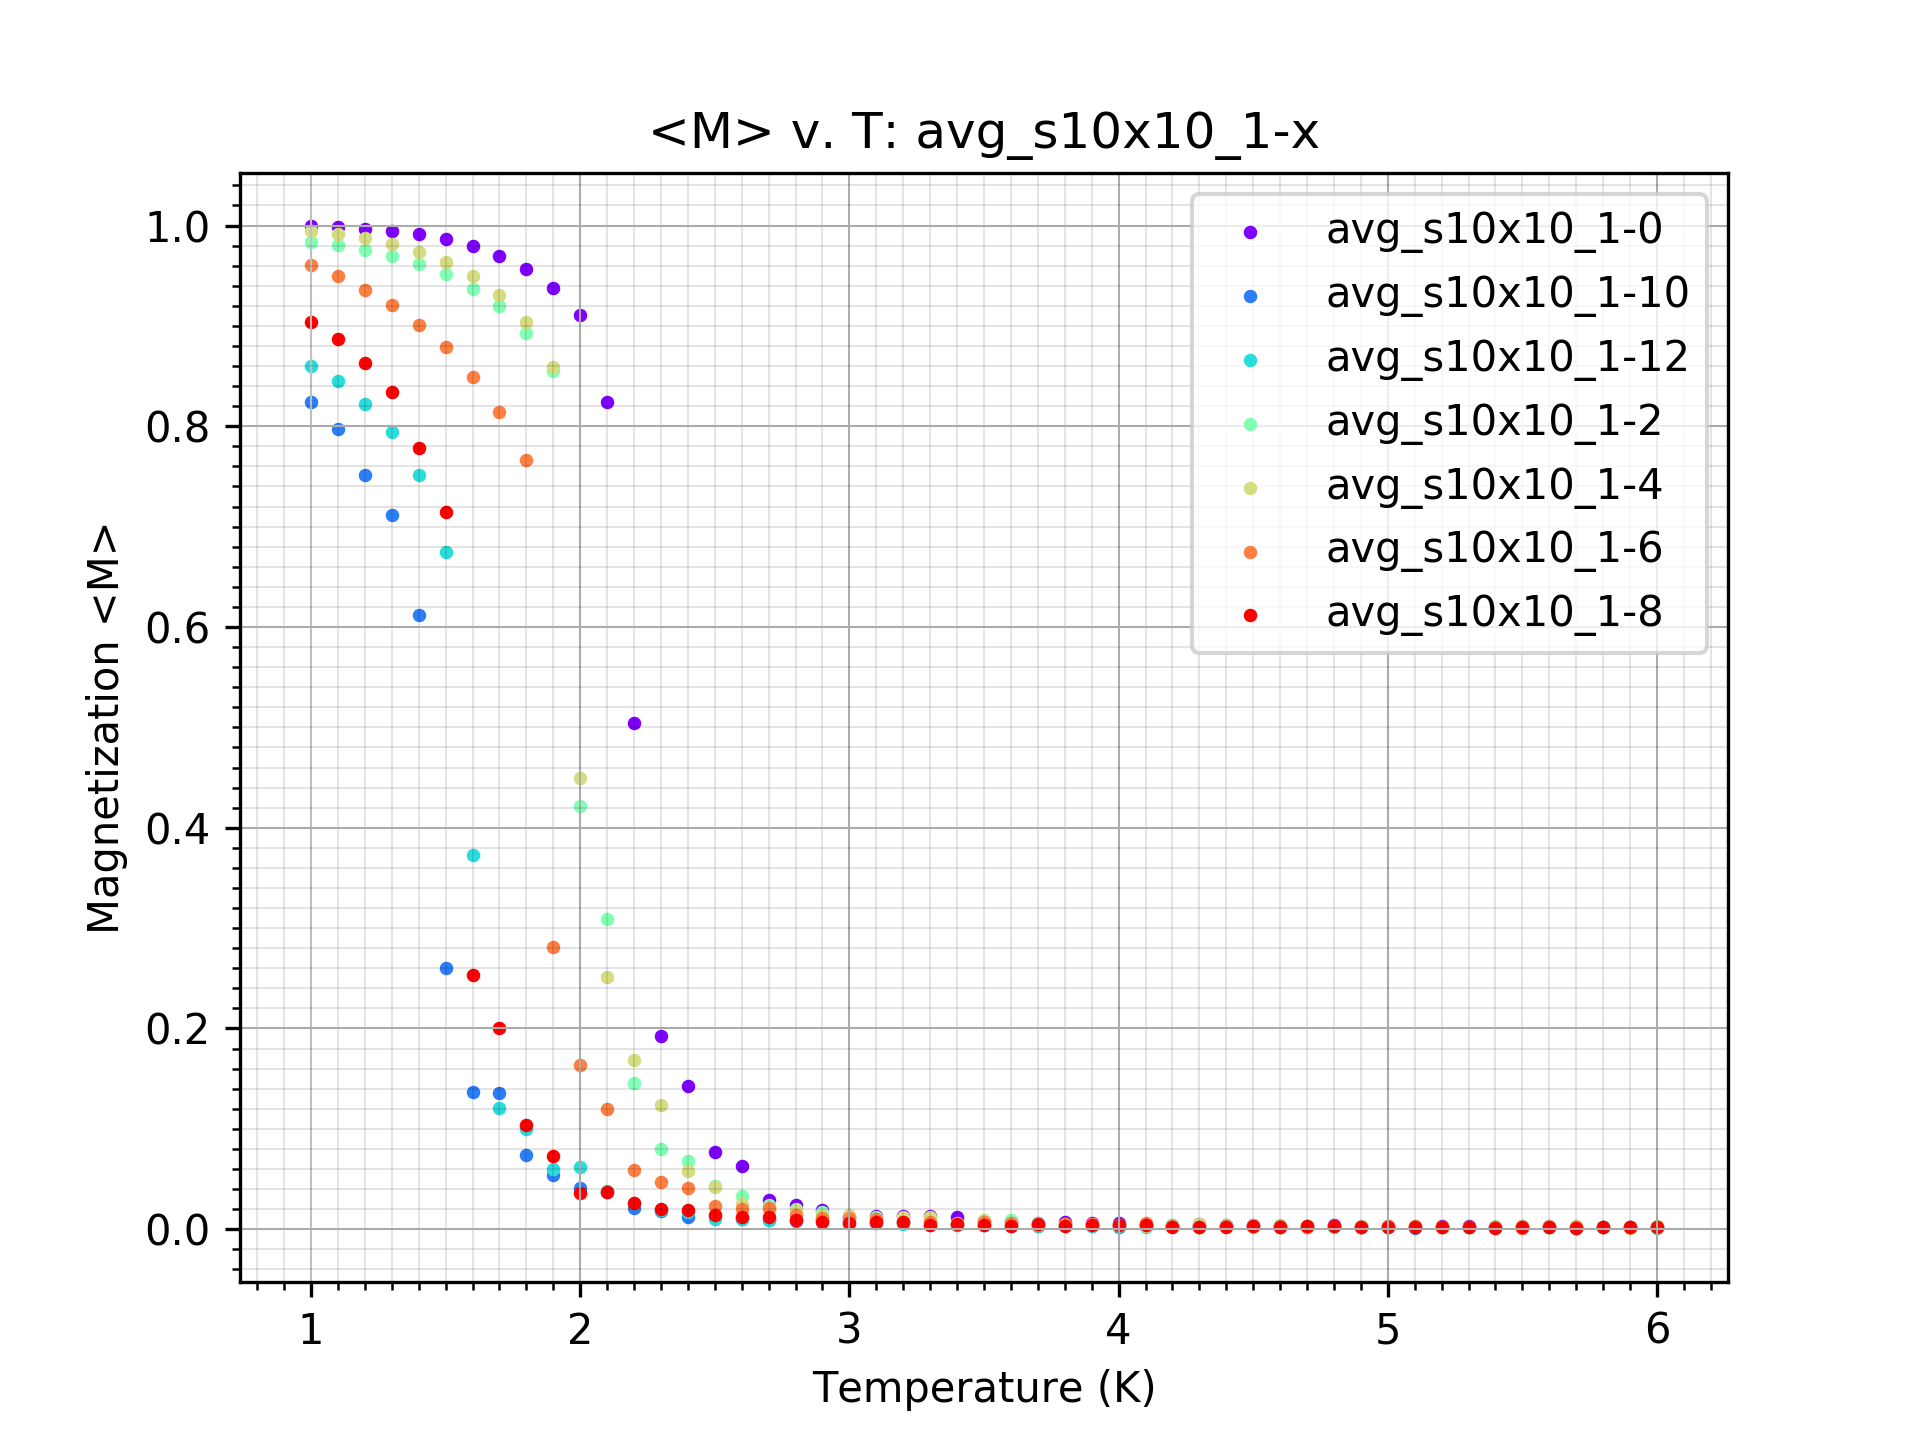 <M> v. T: avg_s10x10_1-x
avg_s10x10_1-0
avg_s10x10_1-10
avg_s10x10_1-12
avg_s10x10_1-2
avg_s10x10_1-4
avg_s10x10_1-6
avg_s10x10_1-8
Magnetization <M>
1.0
0.8
0.6
0.4
0.2
0.0
1 2 3 4 5 6
Temperature (K)